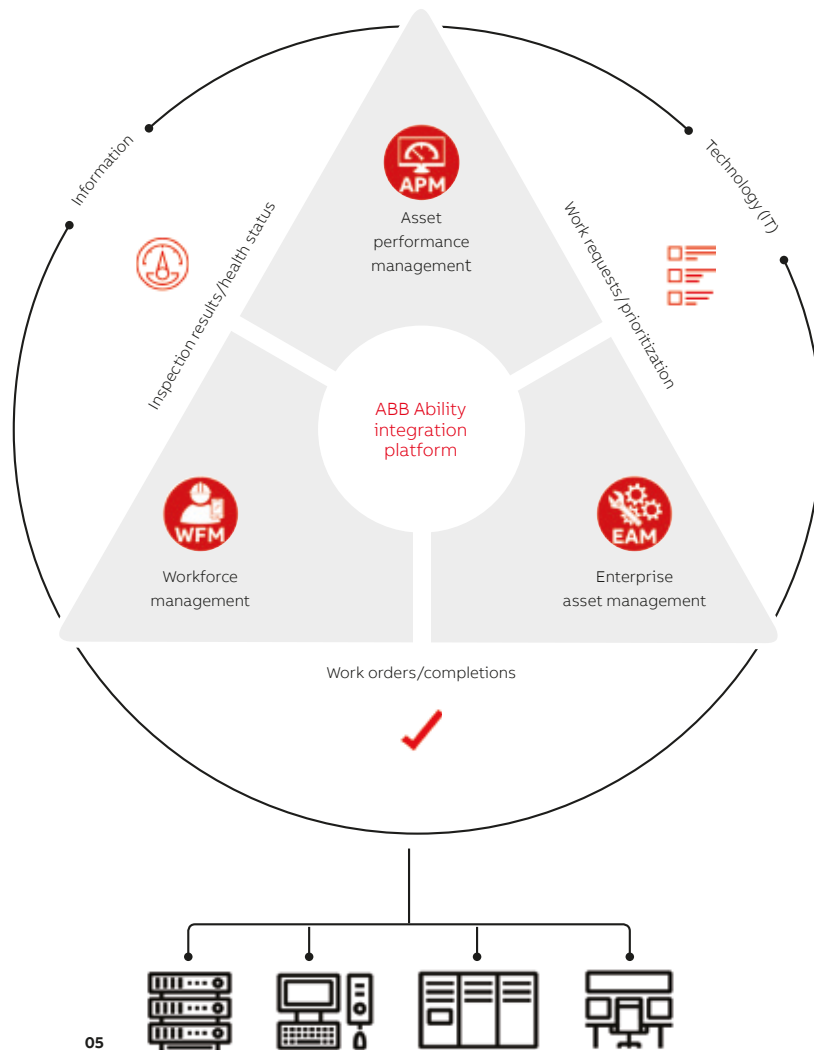 Information
Technology (IT)
APM
Asset
performance
management
Inspection results/health status
Work requests/prioritization
ABB Ability
integration
platform
WFM
Workforce
management
EAM
Enterprise
asset management
Work orders/completions
05